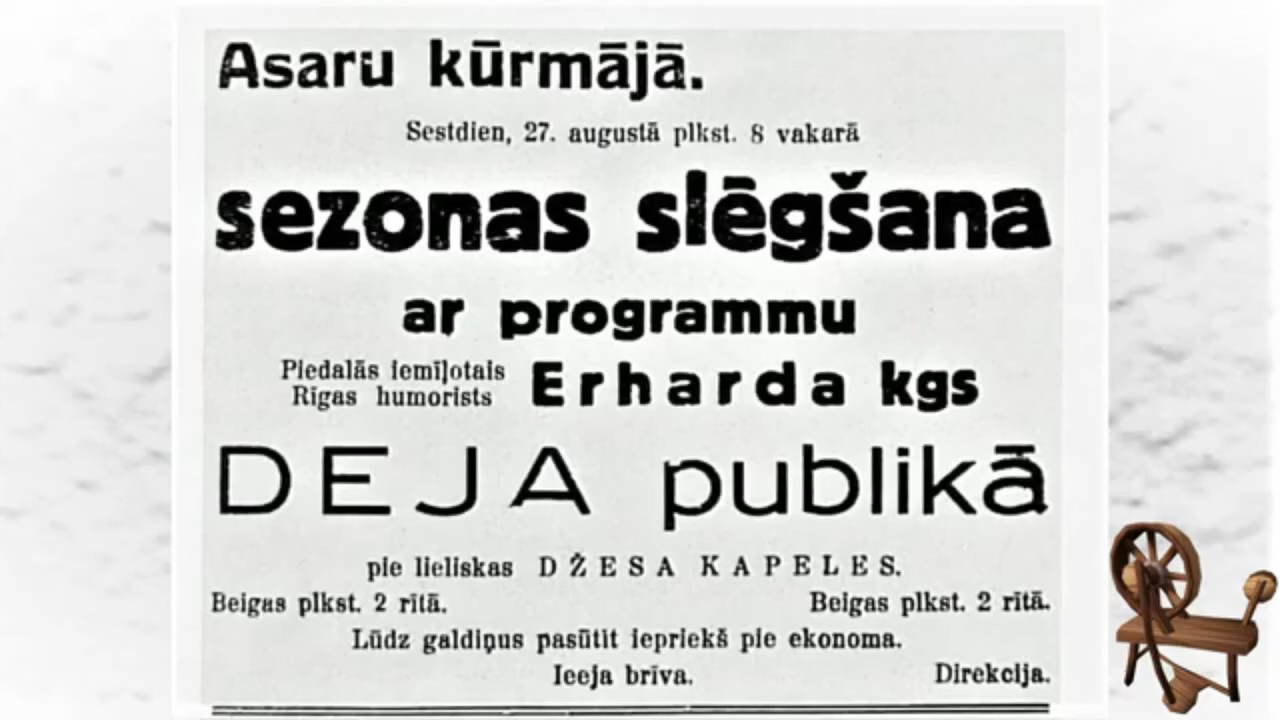 Asaru kūrmājā.
Sestdien, 27. augustā plkst. 8 vakarā
sezonas slēgšana
ar programmu
Piedalās iemīļotais
Rīgas humorists
Erharda kgs
DEJA publikā
pie lieliskas DŽESA KAPELES.
Beigas plkst. 2 rītā. Beigas plkst. 2 rītā.
Lūdz galdiņus pasūtīt iepriekš pie ekonoma.
Ieeja brīva. Direkcija.